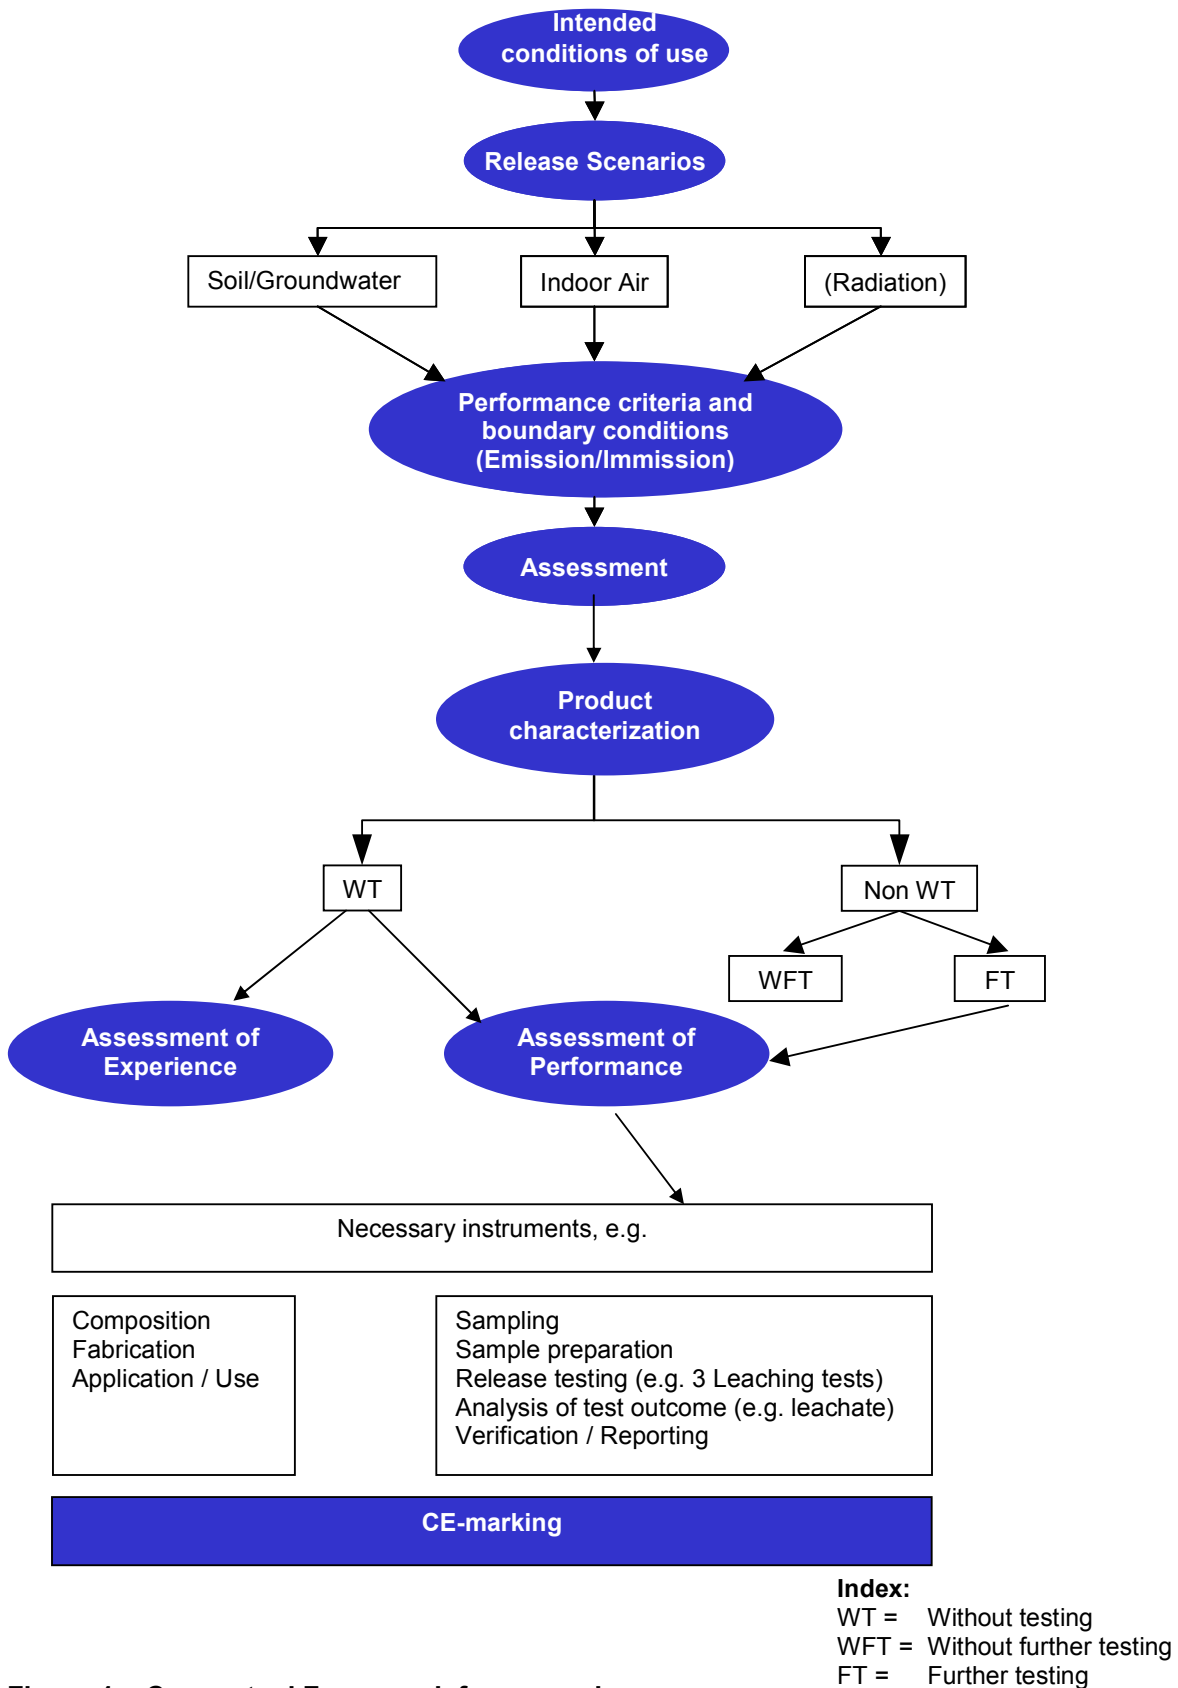 Intended
conditions of use
Release Scenarios
Soil/Groundwater
Indoor Air
(Radiation)
Performance criteria and
boundary conditions
(Emission/Immission)
Assessment
Product
characterization
WT
Non WT
WFT
FT
Assessment of
Experience
Assessment of
Performance
Necessary instruments, e.g.
Composition
Fabrication
Application / Use
Sampling
Sample preparation
Release testing (e.g. 3 Leaching tests)
Analysis of test outcome (e.g. leachate)
Verification / Reporting
CE-marking
Index:
WT = Without testing
WFT = Without further testing
FT = Further testing